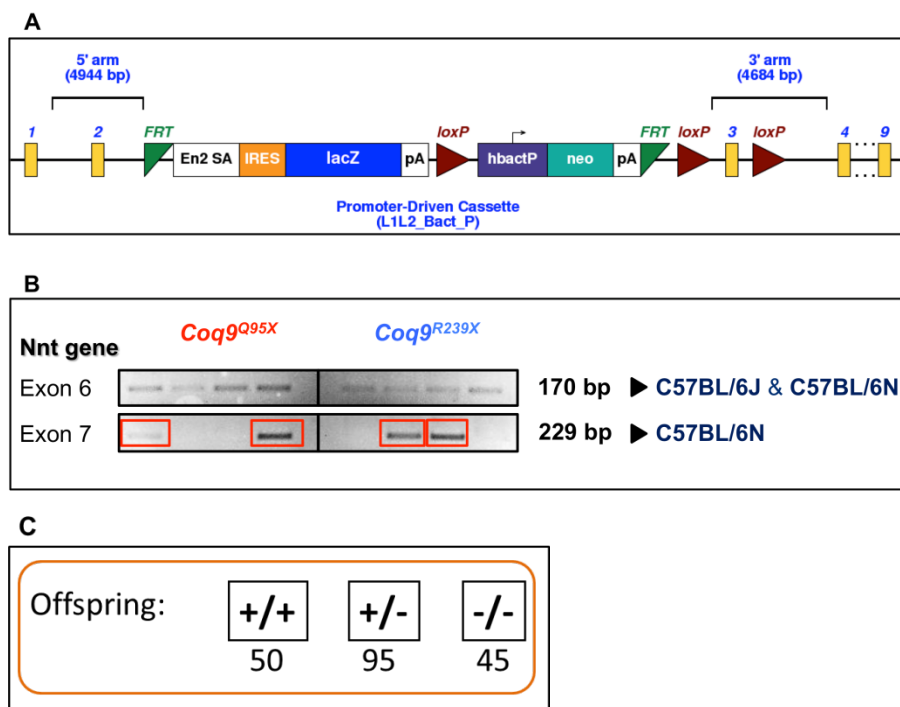 A
5' arm
(4944 bp)
3' arm
(4684 bp)
1 2 FRT loxP FRT loxP 3 loxP 4 9
En2 SA IRES lacZ pA hbactP neo pA
Promoter-Driven Cassette
(L1L2_Bact_P)
B
Coq9Q95X Coq9R239X
Nnt gene
Exon 6 170 bp ► C57BL/6J & C57BL/6N
Exon 7 229 bp ► C57BL/6N
C
Offspring: +/+ +/- -/-
50 95 45